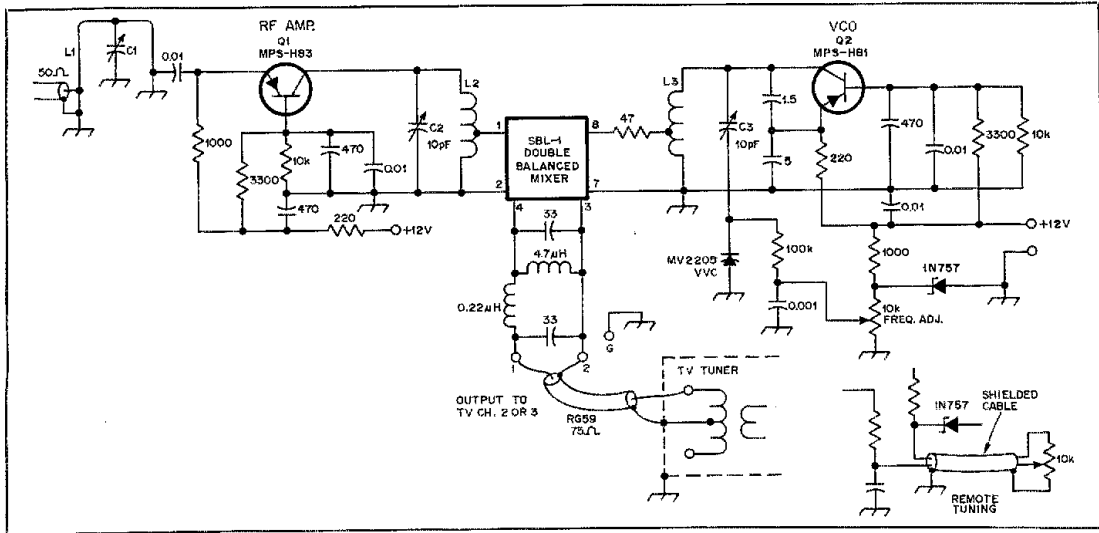 RF AMP.
Q1
MPS-H83
VCO
Q2
MPS-H81
L1
C1
50Ω
0.01
L2
C2
10pF
1000
3300
10k
470
0.01
470
220
+12V
1
2
4
3
8
7
SBL-1
DOUBLE
BALANCED
MIXER
47
L3
C3
10pF
1.5
5
220
470
0.01
3300
10k
0.01
+12V
1000
1N757
10k
FREQ. ADJ.
MV2205
VVC
100k
0.001
33
4.7µH
0.22µH
33
1
2
G
OUTPUT TO
TV CH. 2 OR 3
RG59
75Ω
TV TUNER
1N757
SHIELDED
CABLE
10k
REMOTE
TUNING